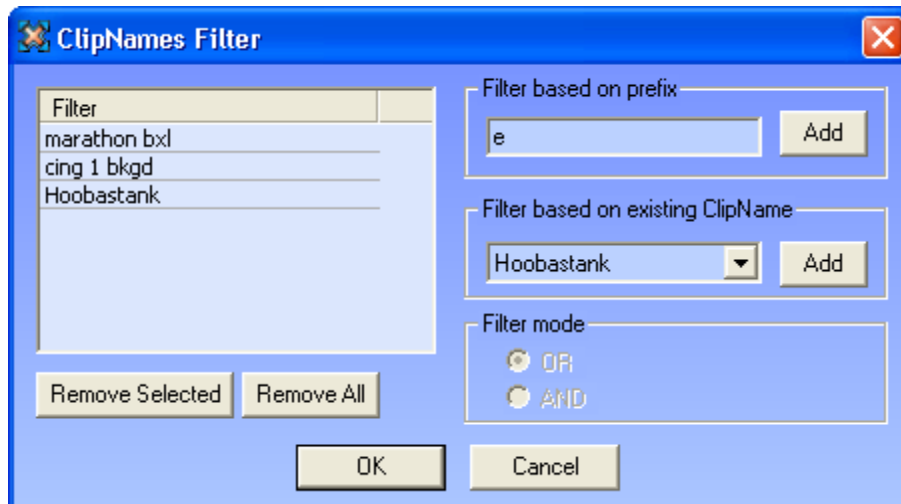 ClipNames Filter
Filter
marathon bxl
cing 1 bkgd
Hoobastank
Remove Selected
Remove All
Filter based on prefix
e
Add
Filter based on existing ClipName
Hoobastank
Add
Filter mode
OR
AND
OK
Cancel